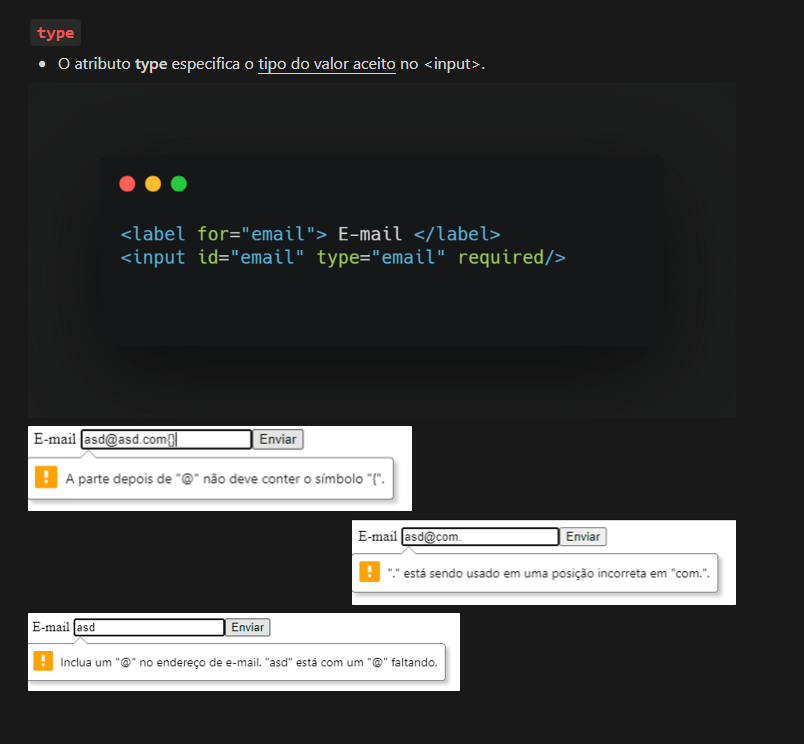 type
• O atributo type especifica o tipo do valor aceito no <input>.
<label for="email"> E-mail </label>
<input id="email" type="email" required/>
E-mail asd@asd.com{} Enviar
A parte depois de "@" não deve conter o símbolo "{".
E-mail asd@com. Enviar
"." está sendo usado em uma posição incorreta em "com.".
E-mail asd Enviar
Inclua um "@" no endereço de e-mail. "asd" está com um "@" faltando.